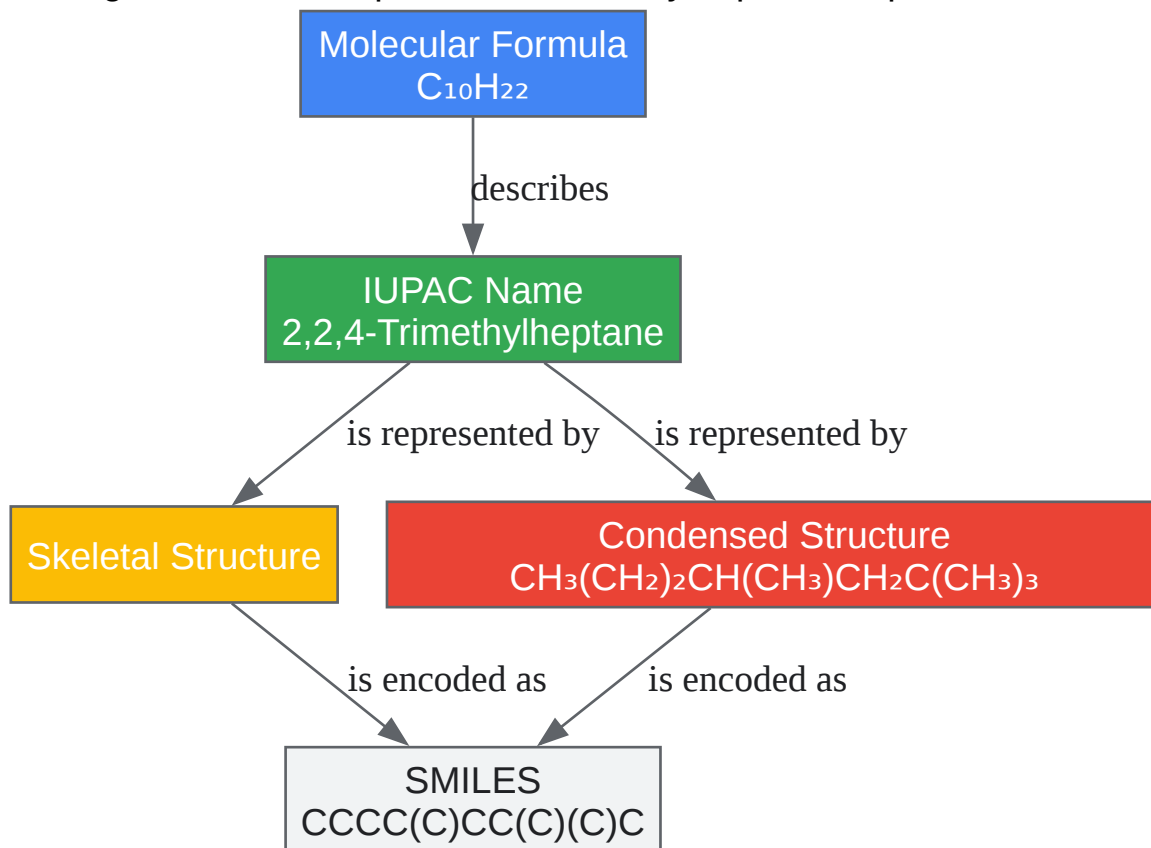 Molecular Formula
C₁₀H₂₂
describes
IUPAC Name
2,2,4-Trimethylheptane
is represented by
is represented by
Skeletal Structure
Condensed Structure
CH₃(CH₂)₂CH(CH₃)CH₂C(CH₃)₃
is encoded as
is encoded as
SMILES
CCCC(C)CC(C)(C)C